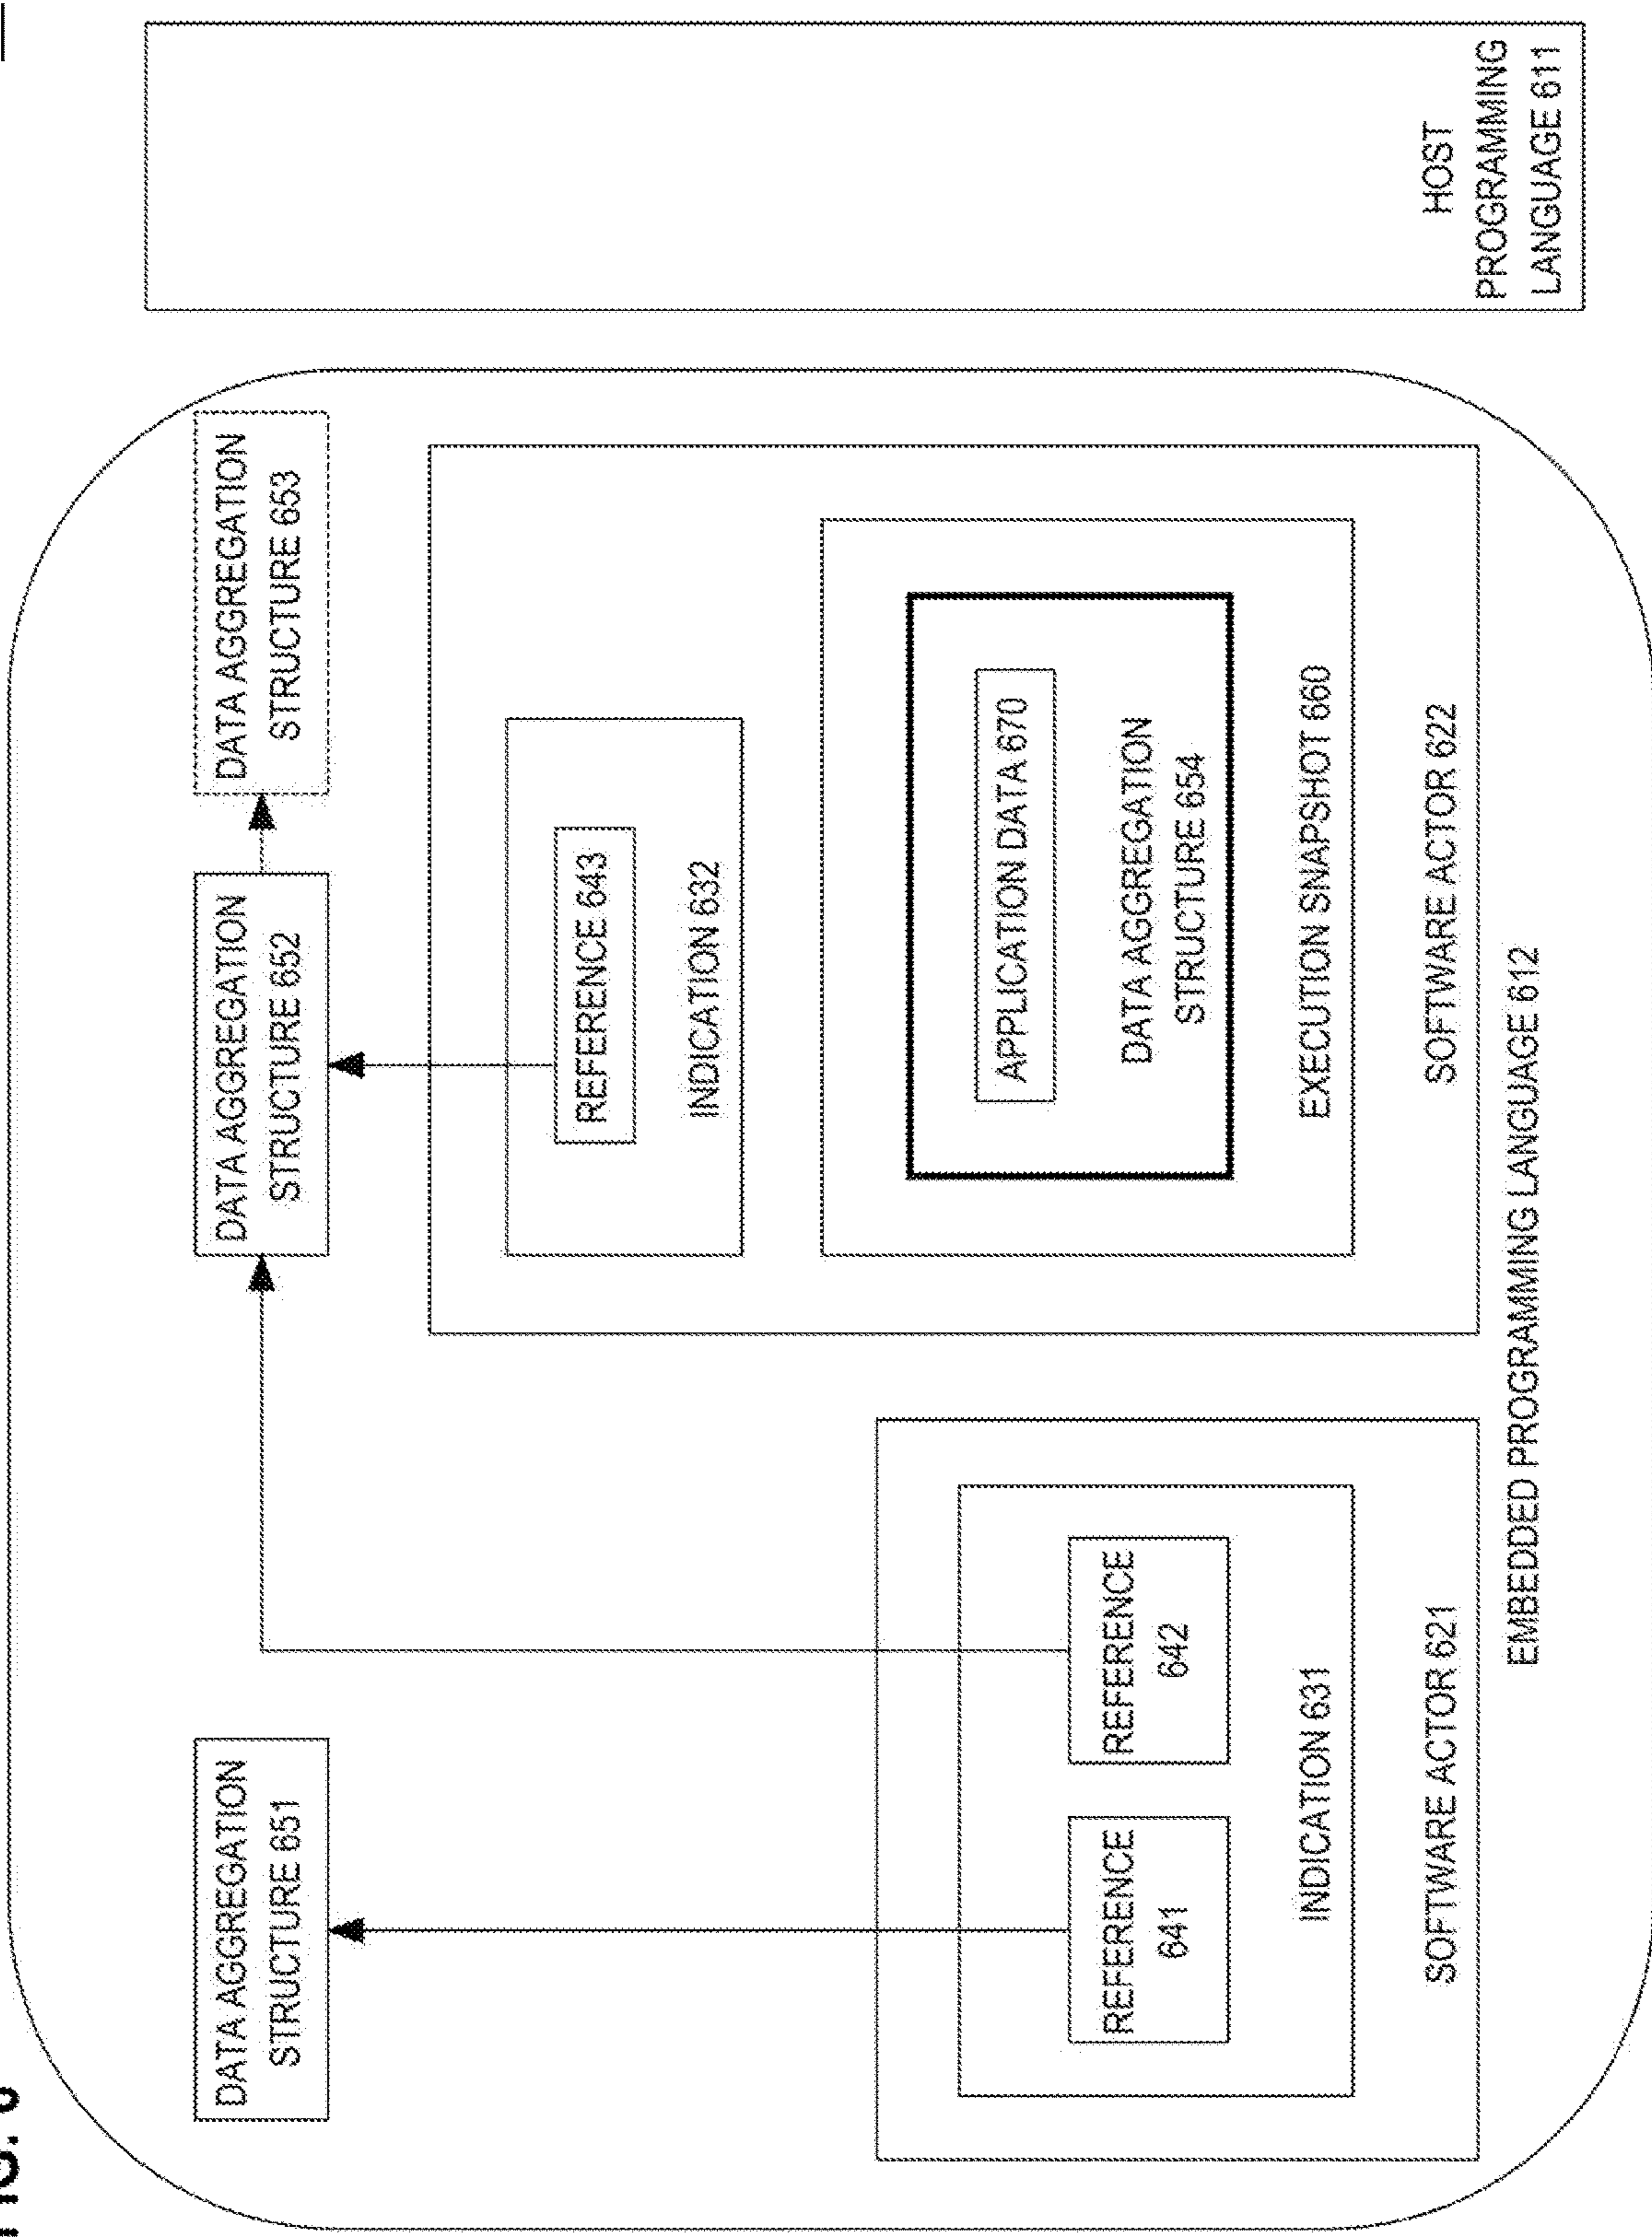 DATA AGGREGATION
STRUCTURE 651
DATA AGGREGATION
STRUCTURE 652
DATA AGGREGATION
STRUCTURE 653
REFERENCE 643
INDICATION 632
APPLICATION DATA 670
DATA AGGREGATION
STRUCTURE 654
EXECUTION SNAPSHOT 660
SOFTWARE ACTOR 622
REFERENCE
641
REFERENCE
642
INDICATION 631
SOFTWARE ACTOR 621
EMBEDDED PROGRAMMING LANGUAGE 612
HOST
PROGRAMMING
LANGUAGE 611